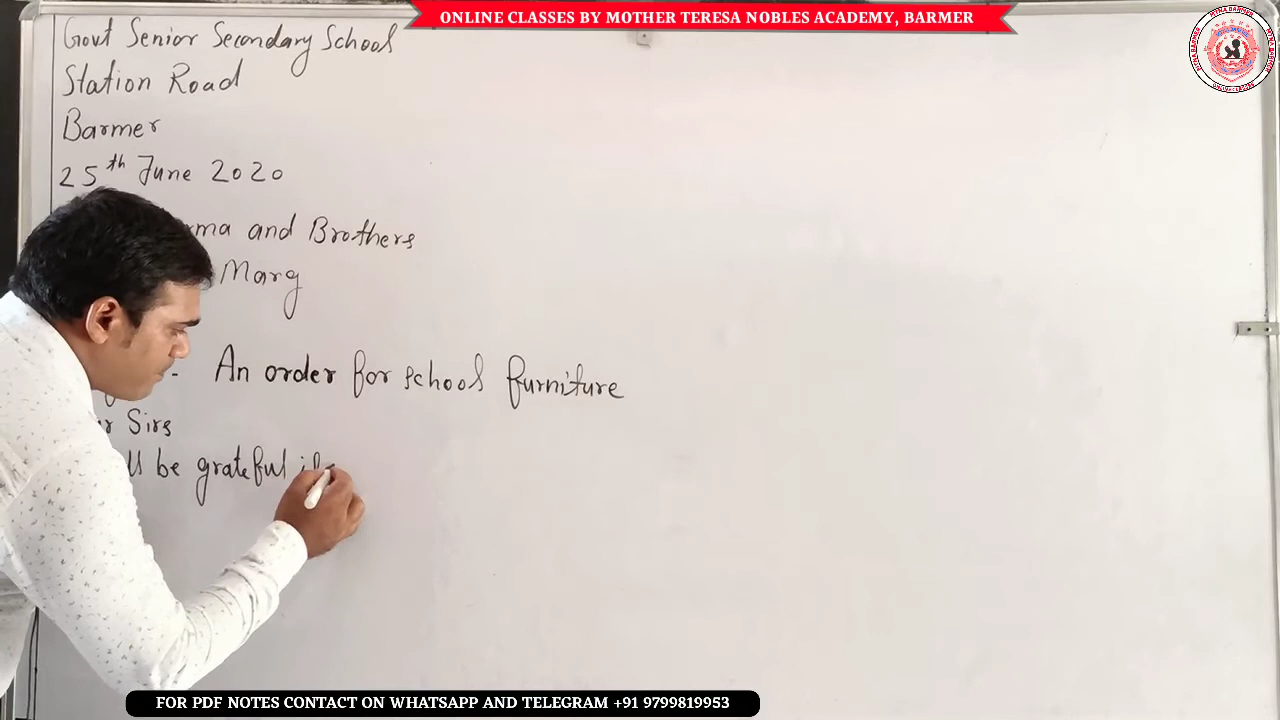 ONLINE CLASSES BY MOTHER TERESA NOBLES ACADEMY, BARMER
Govt Senior Secondary School
Station Road
Barmer
25th June 2020
and Brothers
Marg
- An order for school furniture
Sirs
be grateful if
FOR PDF NOTES CONTACT ON WHATSAPP AND TELEGRAM +91 9799819953